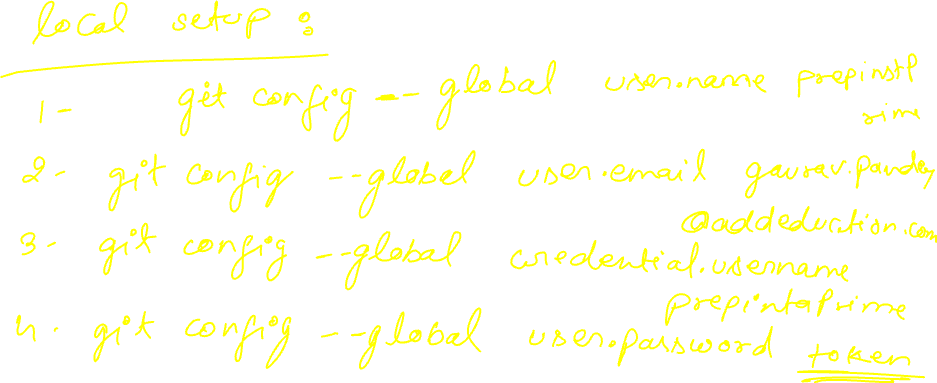 local setup :
1- git config -- global user.name prepinstP
rime
2- git config --global user.email gaurav.pandey
@addeducation.com
3- git config --global credential.username
prepintaPrime
4. git config --global user.password token